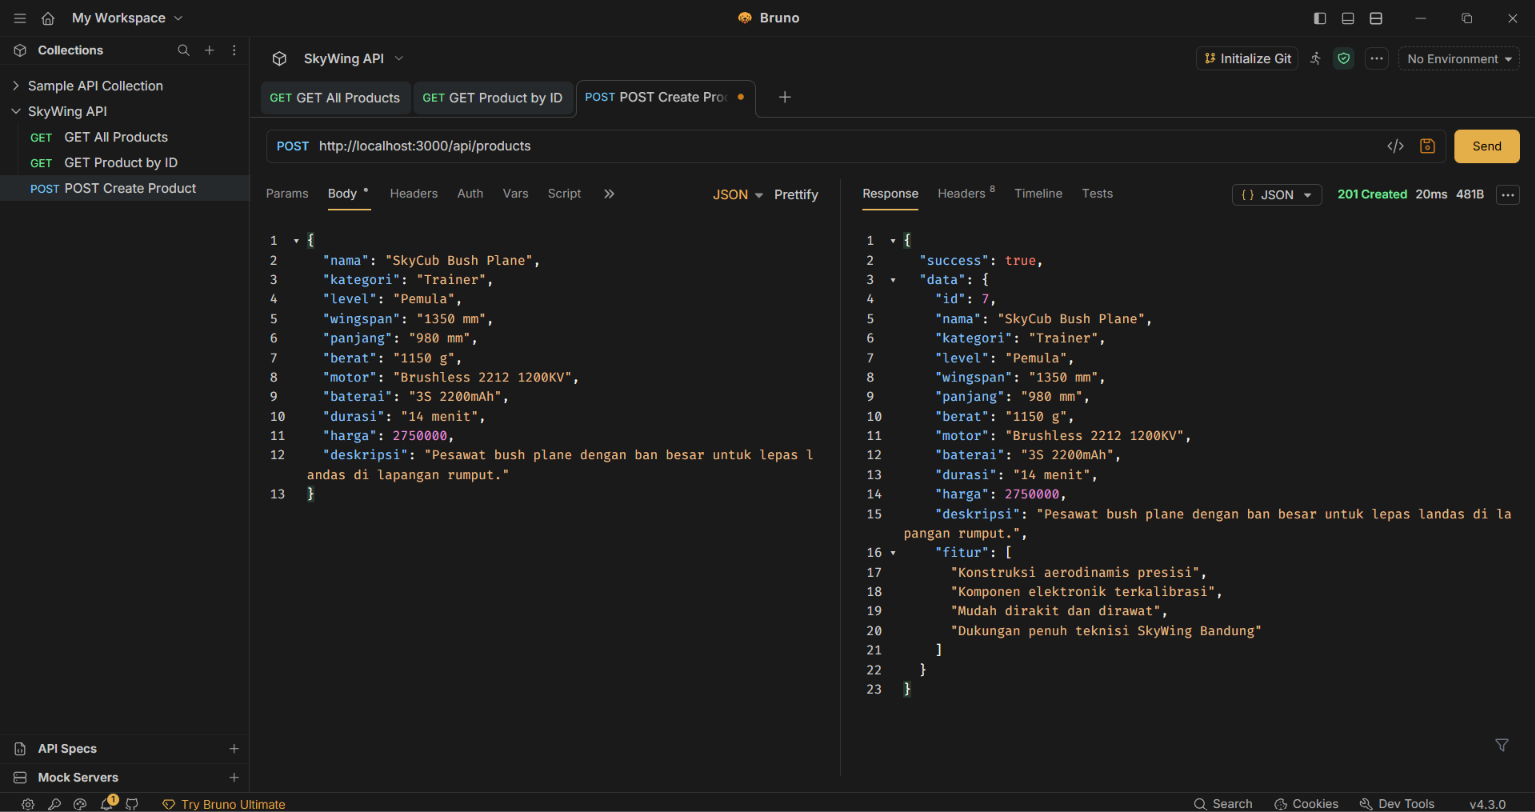 My Workspace
Bruno
Collections
SkyWing API
Initialize Git
No Environment
Sample API Collection
SkyWing API
GET GET All Products
GET GET Product by ID
POST POST Create Product
GET GET All Products
GET GET Product by ID
POST POST Create Pro
POST http://localhost:3000/api/products
Send
Params Body Headers Auth Vars Script JSON Prettify
1 {
2 "nama": "SkyCub Bush Plane",
3 "kategori": "Trainer",
4 "level": "Pemula",
5 "wingspan": "1350 mm",
6 "panjang": "980 mm",
7 "berat": "1150 g",
8 "motor": "Brushless 2212 1200KV",
9 "baterai": "3S 2200mAh",
10 "durasi": "14 menit",
11 "harga": 2750000,
12 "deskripsi": "Pesawat bush plane dengan ban besar untuk lepas l
andas di lapangan rumput."
13 }
Response Headers 8 Timeline Tests { } JSON 201 Created 20ms 481B
1 {
2 "success": true,
3 "data": {
4 "id": 7,
5 "nama": "SkyCub Bush Plane",
6 "kategori": "Trainer",
7 "level": "Pemula",
8 "wingspan": "1350 mm",
9 "panjang": "980 mm",
10 "berat": "1150 g",
11 "motor": "Brushless 2212 1200KV",
12 "baterai": "3S 2200mAh",
13 "durasi": "14 menit",
14 "harga": 2750000,
15 "deskripsi": "Pesawat bush plane dengan ban besar untuk lepas landas di la
pangan rumput.",
16 "fitur": [
17 "Konstruksi aerodinamis presisi",
18 "Komponen elektronik terkalibrasi",
19 "Mudah dirakit dan dirawat",
20 "Dukungan penuh teknisi SkyWing Bandung"
21 ]
22 }
23 }
API Specs
Mock Servers
1
Try Bruno Ultimate
Search
Cookies
Dev Tools
v4.3.0